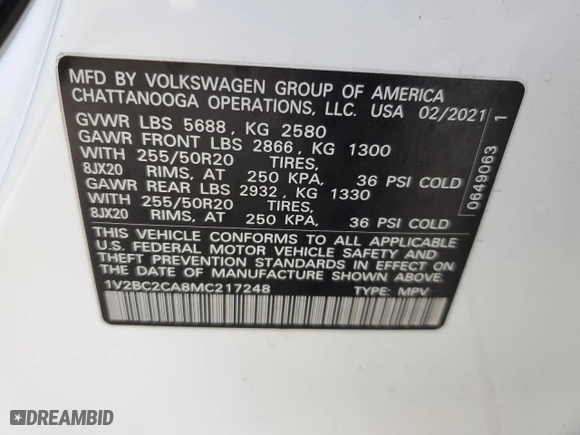 MFD BY VOLKSWAGEN GROUP OF AMERICA
CHATTANOOGA OPERATIONS, LLC. USA 02/2021
GVWR LBS 5688, KG 2580
GAWR FRONT LBS 2866, KG 1300
WITH 255/50R20 TIRES,
8JX20 RIMS, AT 250 KPA, 36 PSI COLD
GAWR REAR LBS 2932, KG 1330
WITH 255/50R20 TIRES,
8JX20 RIMS, AT 250 KPA, 36 PSI COLD
THIS VEHICLE CONFORMS TO ALL APPLICABLE
U.S. FEDERAL MOTOR VEHICLE SAFETY AND
THEFT PREVENTION STANDARDS IN EFFECT ON
THE DATE OF MANUFACTURE SHOWN ABOVE.
1V2BC2CA8MC217248 TYPE: MPV
0649063 1
DREAMBID